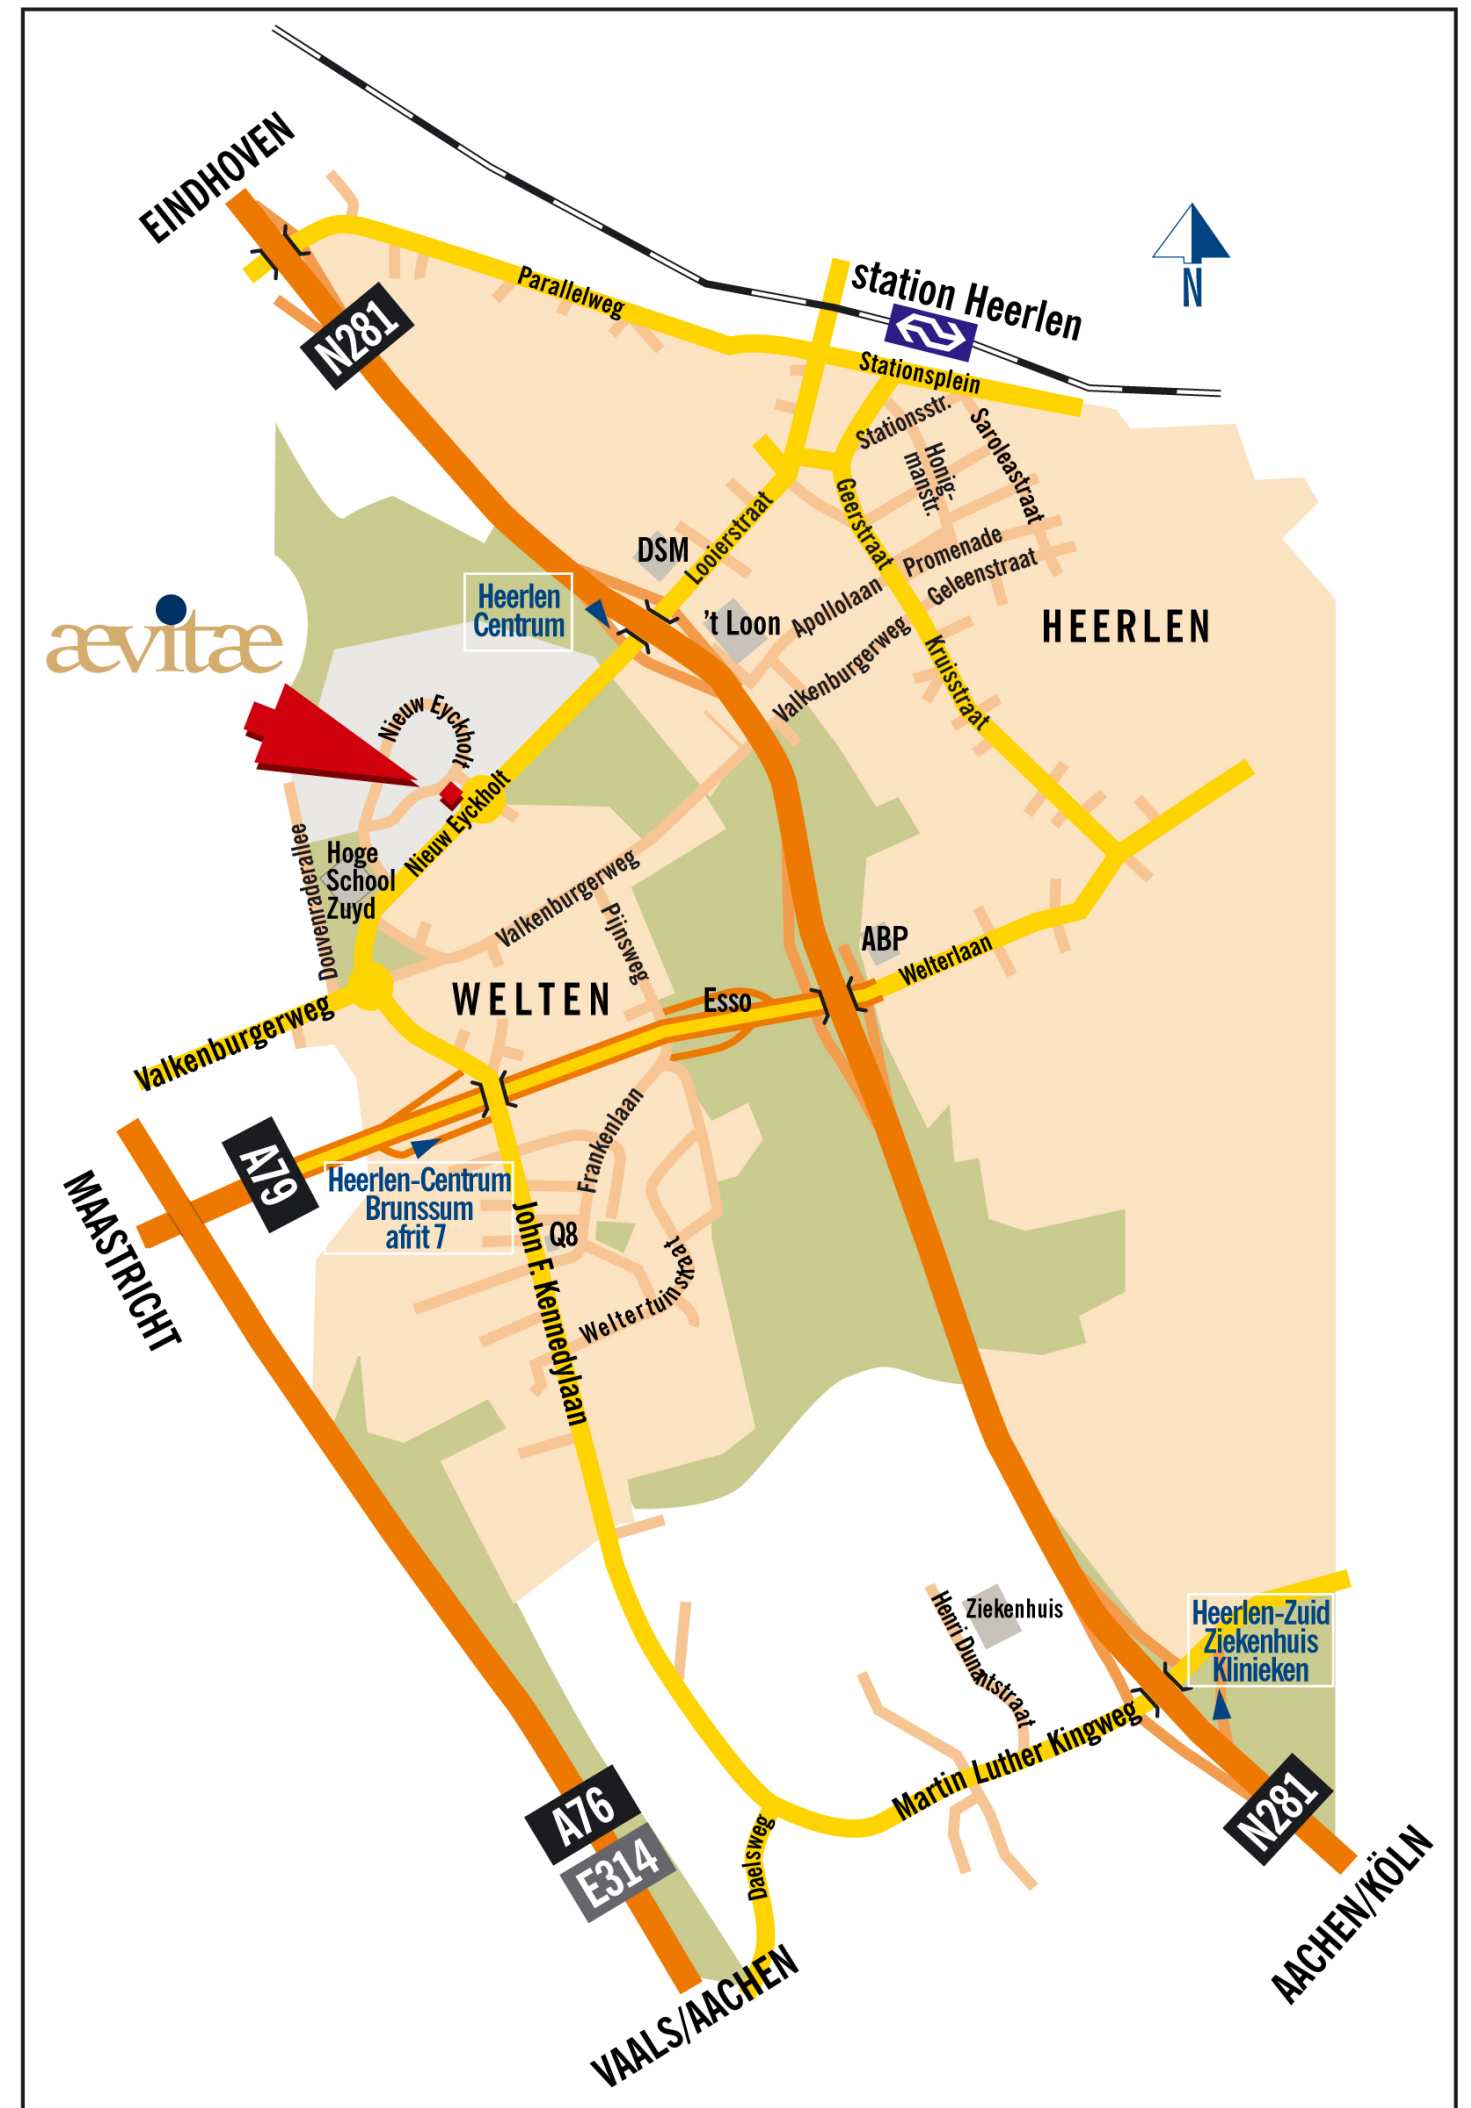 EINDHOVEN
N281
Parallelweg
station Heerlen
N
Stationsplein
Stationsstr.
Honig-
manstr.
Saroleastraat
Geerstraat
Looierstraat
DSM
Promenade
Geleenstraat
Apollolaan
't Loon
Heerlen
Centrum
HEERLEN
ævitæ
Valkenburgerweg
Kruisstraat
Nieuw Eyckholt
Nieuw Eyckholt
Hoge
School
Zuyd
Douvenraderallee
Valkenburgerweg
Pijnsweg
ABP
Welterlaan
WELTEN
Esso
Valkenburgerweg
A79
Frankenlaan
Heerlen-Centrum
Brunssum
afrit 7
MAASTRICHT
John F. Kennedylaan
Q8
Weltertuinstraat
Henri Dunantstraat
Ziekenhuis
Heerlen-Zuid
Ziekenhuis
Klinieken
Martin Luther Kingweg
A76
E314
Daelsweg
N281
VAALS/AACHEN
AACHEN/KÖLN